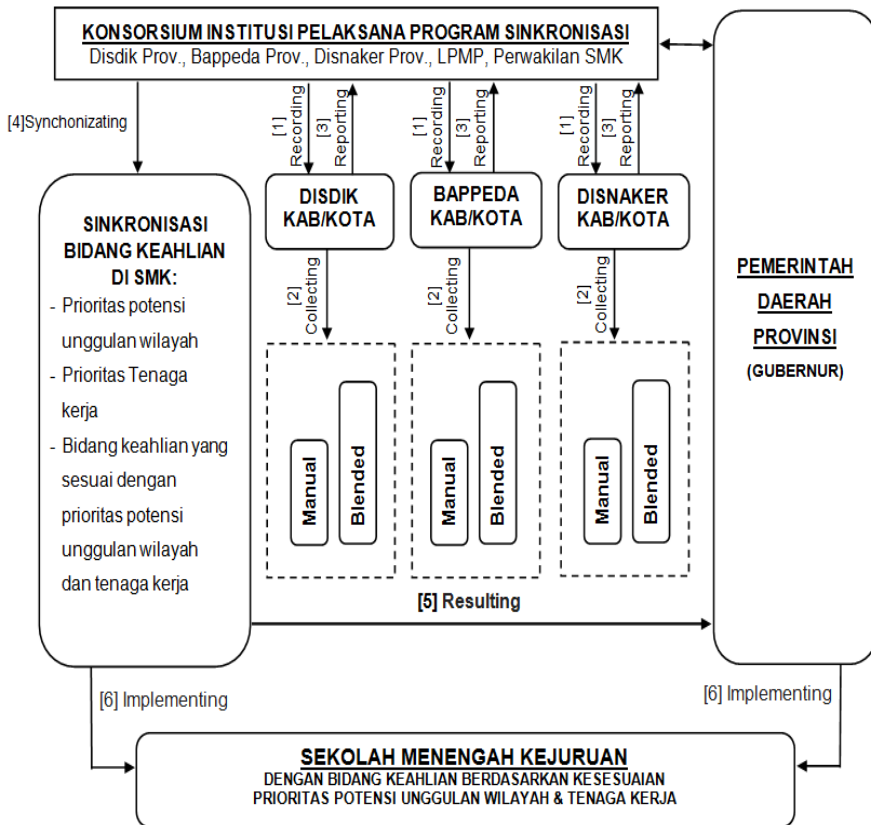 KONSORSIUM INSTITUSI PELAKSANA PROGRAM SINKRONISASI
Disdik Prov., Bappeda Prov., Disnaker Prov., LPMP, Perwakilan SMK
[4]Synchonizating
[1]
Recording
[3]
Reporting
[1]
Recording
[3]
Reporting
[1]
Recording
[3]
Reporting
SINKRONISASI
BIDANG KEAHLIAN
DI SMK:
- Prioritas potensi
unggulan wilayah
- Prioritas Tenaga
kerja
- Bidang keahlian yang
sesuai dengan
prioritas potensi
unggulan wilayah
dan tenaga kerja
DISDIK
KAB/KOTA
BAPPEDA
KAB/KOTA
DISNAKER
KAB/KOTA
[2]
Collecting
[2]
Collecting
[2]
Collecting
Manual
Blended
Manual
Blended
Manual
Blended
PEMERINTAH
DAERAH
PROVINSI
(GUBERNUR)
[5] Resulting
[6] Implementing
[6] Implementing
SEKOLAH MENENGAH KEJURUAN
DENGAN BIDANG KEAHLIAN BERDASARKAN KESESUAIAN
PRIORITAS POTENSI UNGGULAN WILAYAH & TENAGA KERJA